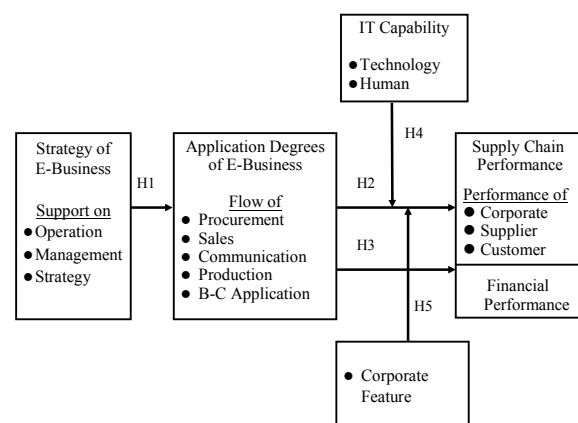 IT Capability
● Technology
● Human
H4
Strategy of
E-Business
Support on
● Operation
● Management
● Strategy
H1
Application Degrees
of E-Business
Flow of
● Procurement
● Sales
● Communication
● Production
● B-C Application
H2
H3
H5
Supply Chain
Performance
Performance of
● Corporate
● Supplier
● Customer
Financial
Performance
● Corporate
Feature